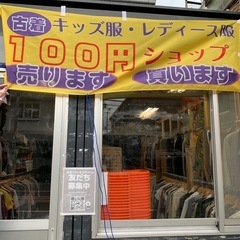 古着 キッズ服・レディース服
100円ショップ
売ります 買います
友だち
募集中